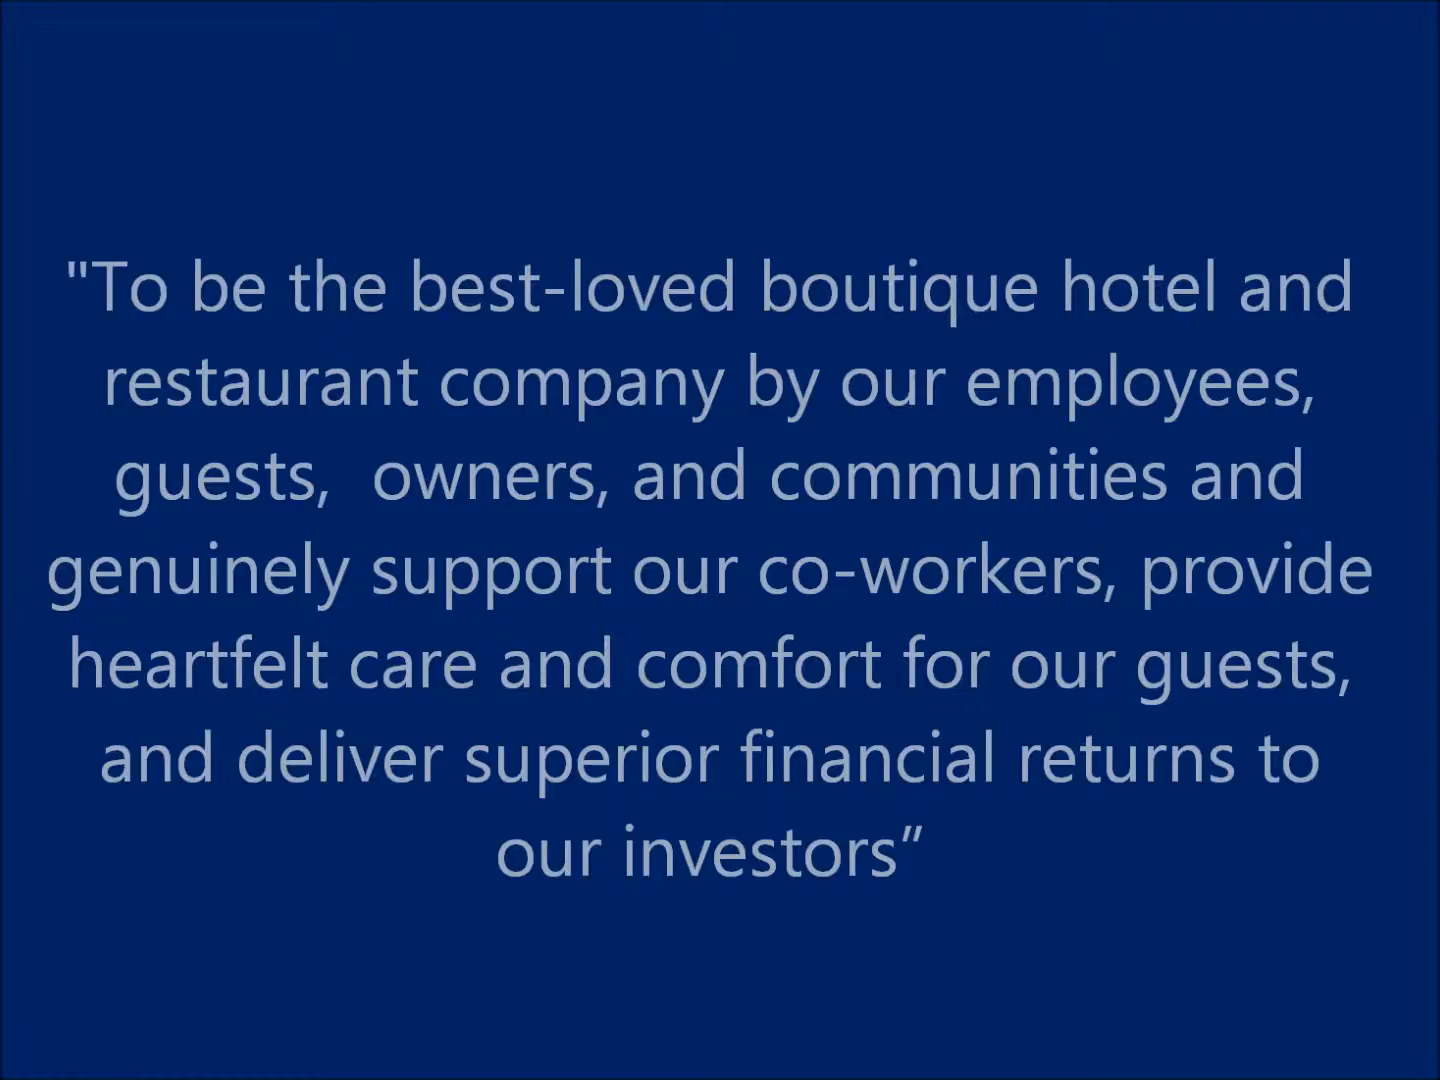 "To be the best-loved boutique hotel and
restaurant company by our employees,
guests,  owners, and communities and
genuinely support our co-workers, provide
heartfelt care and comfort for our guests,
and deliver superior financial returns to
our investors”